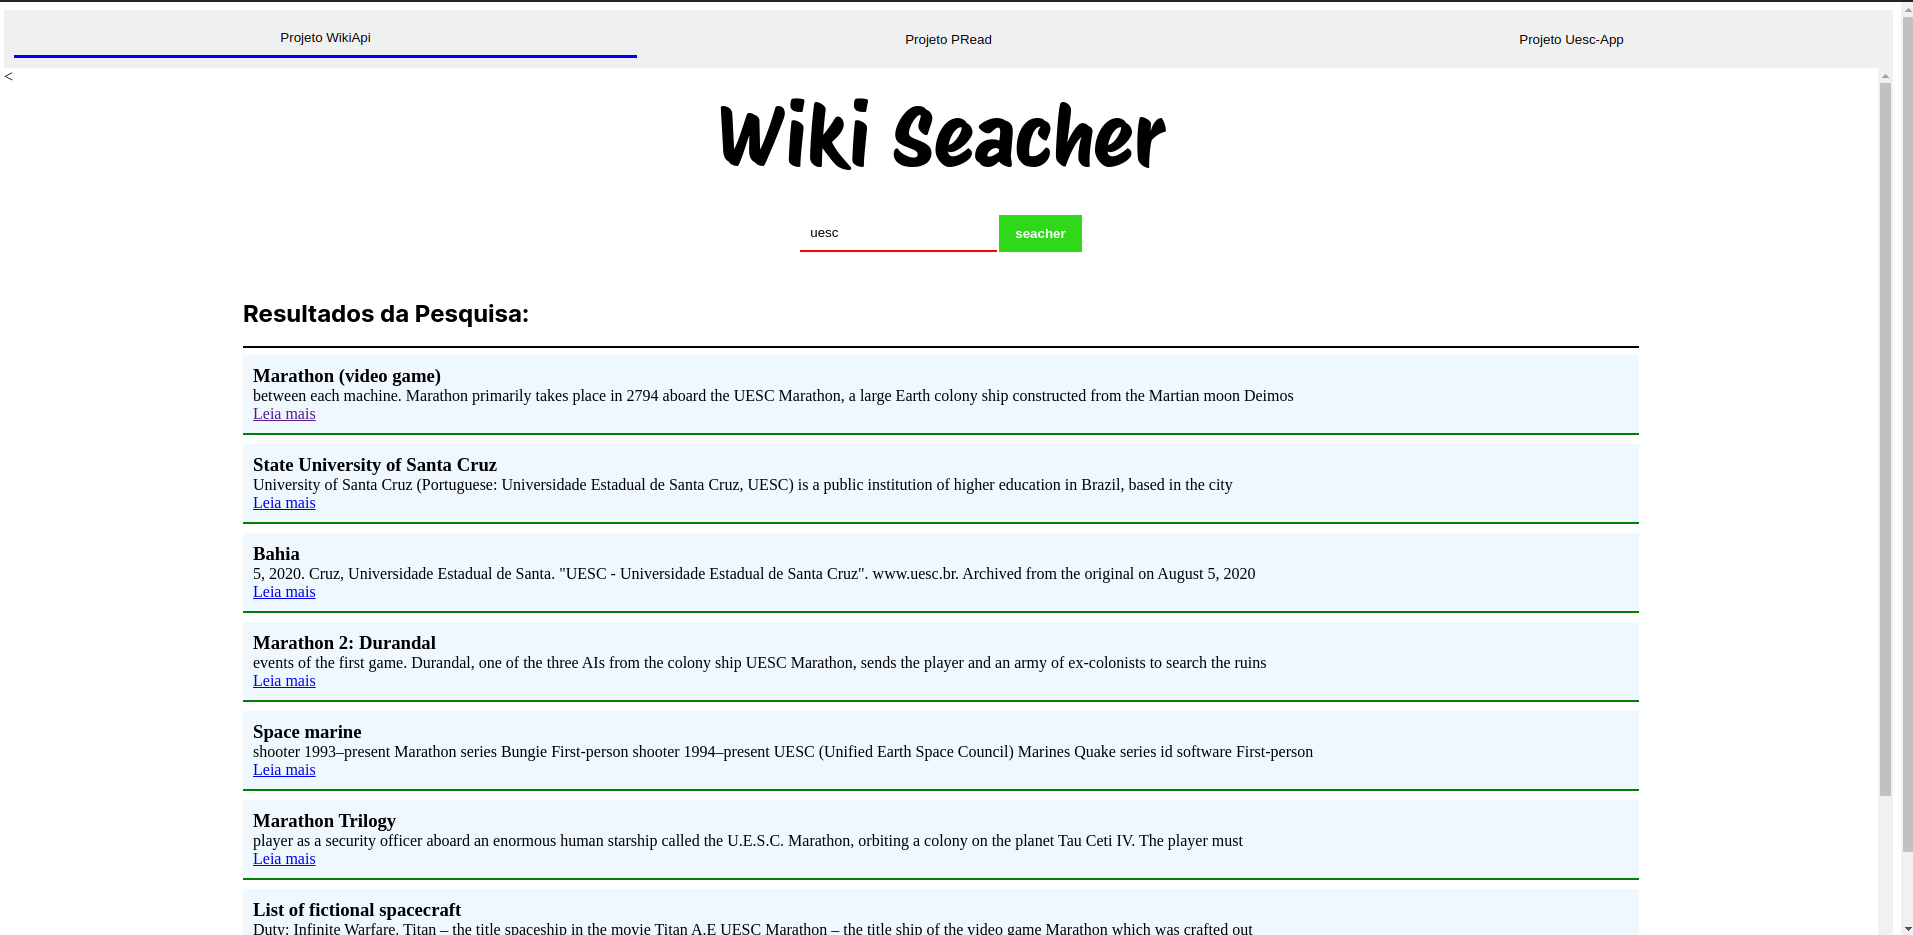 Projeto WikiApi
Projeto PRead
Projeto Uesc-App
<
Wiki Seacher
uesc
seacher
Resultados da Pesquisa:
Marathon (video game)
between each machine. Marathon primarily takes place in 2794 aboard the UESC Marathon, a large Earth colony ship constructed from the Martian moon Deimos
Leia mais
State University of Santa Cruz
University of Santa Cruz (Portuguese: Universidade Estadual de Santa Cruz, UESC) is a public institution of higher education in Brazil, based in the city
Leia mais
Bahia
5, 2020. Cruz, Universidade Estadual de Santa. "UESC - Universidade Estadual de Santa Cruz". www.uesc.br. Archived from the original on August 5, 2020
Leia mais
Marathon 2: Durandal
events of the first game. Durandal, one of the three AIs from the colony ship UESC Marathon, sends the player and an army of ex-colonists to search the ruins
Leia mais
Space marine
shooter 1993–present Marathon series Bungie First-person shooter 1994–present UESC (Unified Earth Space Council) Marines Quake series id software First-person
Leia mais
Marathon Trilogy
player as a security officer aboard an enormous human starship called the U.E.S.C. Marathon, orbiting a colony on the planet Tau Ceti IV. The player must
Leia mais
List of fictional spacecraft
Duty: Infinite Warfare. Titan – the title spaceship in the movie Titan A.E UESC Marathon – the title ship of the video game Marathon which was crafted out